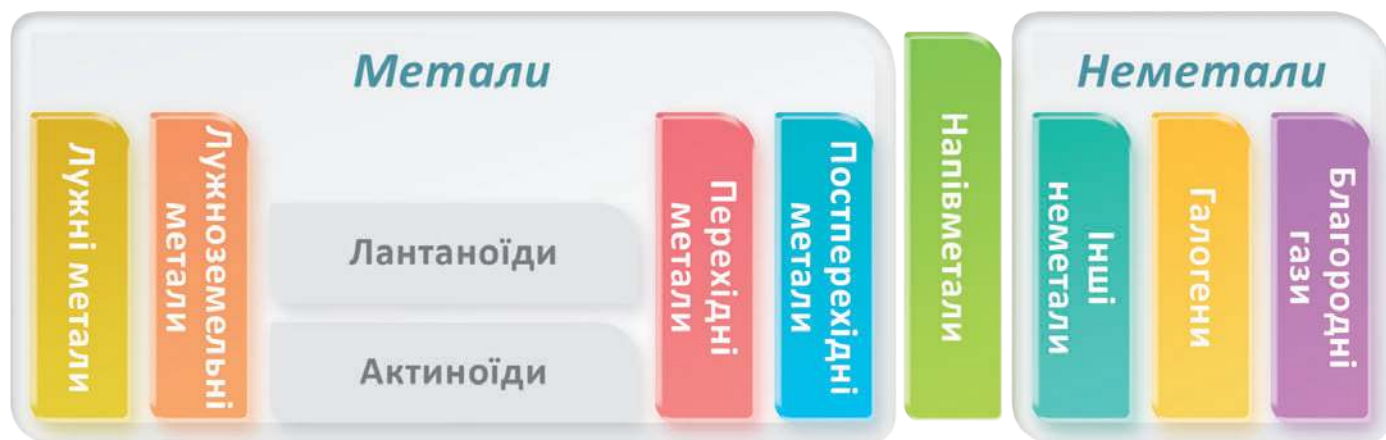 Метали
Лужні метали
Лужноземельні
метали
Лантаноїди
Актиноїди
Перехідні
метали
Постперехідні
метали
Напівметали
Неметали
Інші
неметали
Галогени
Благородні
гази